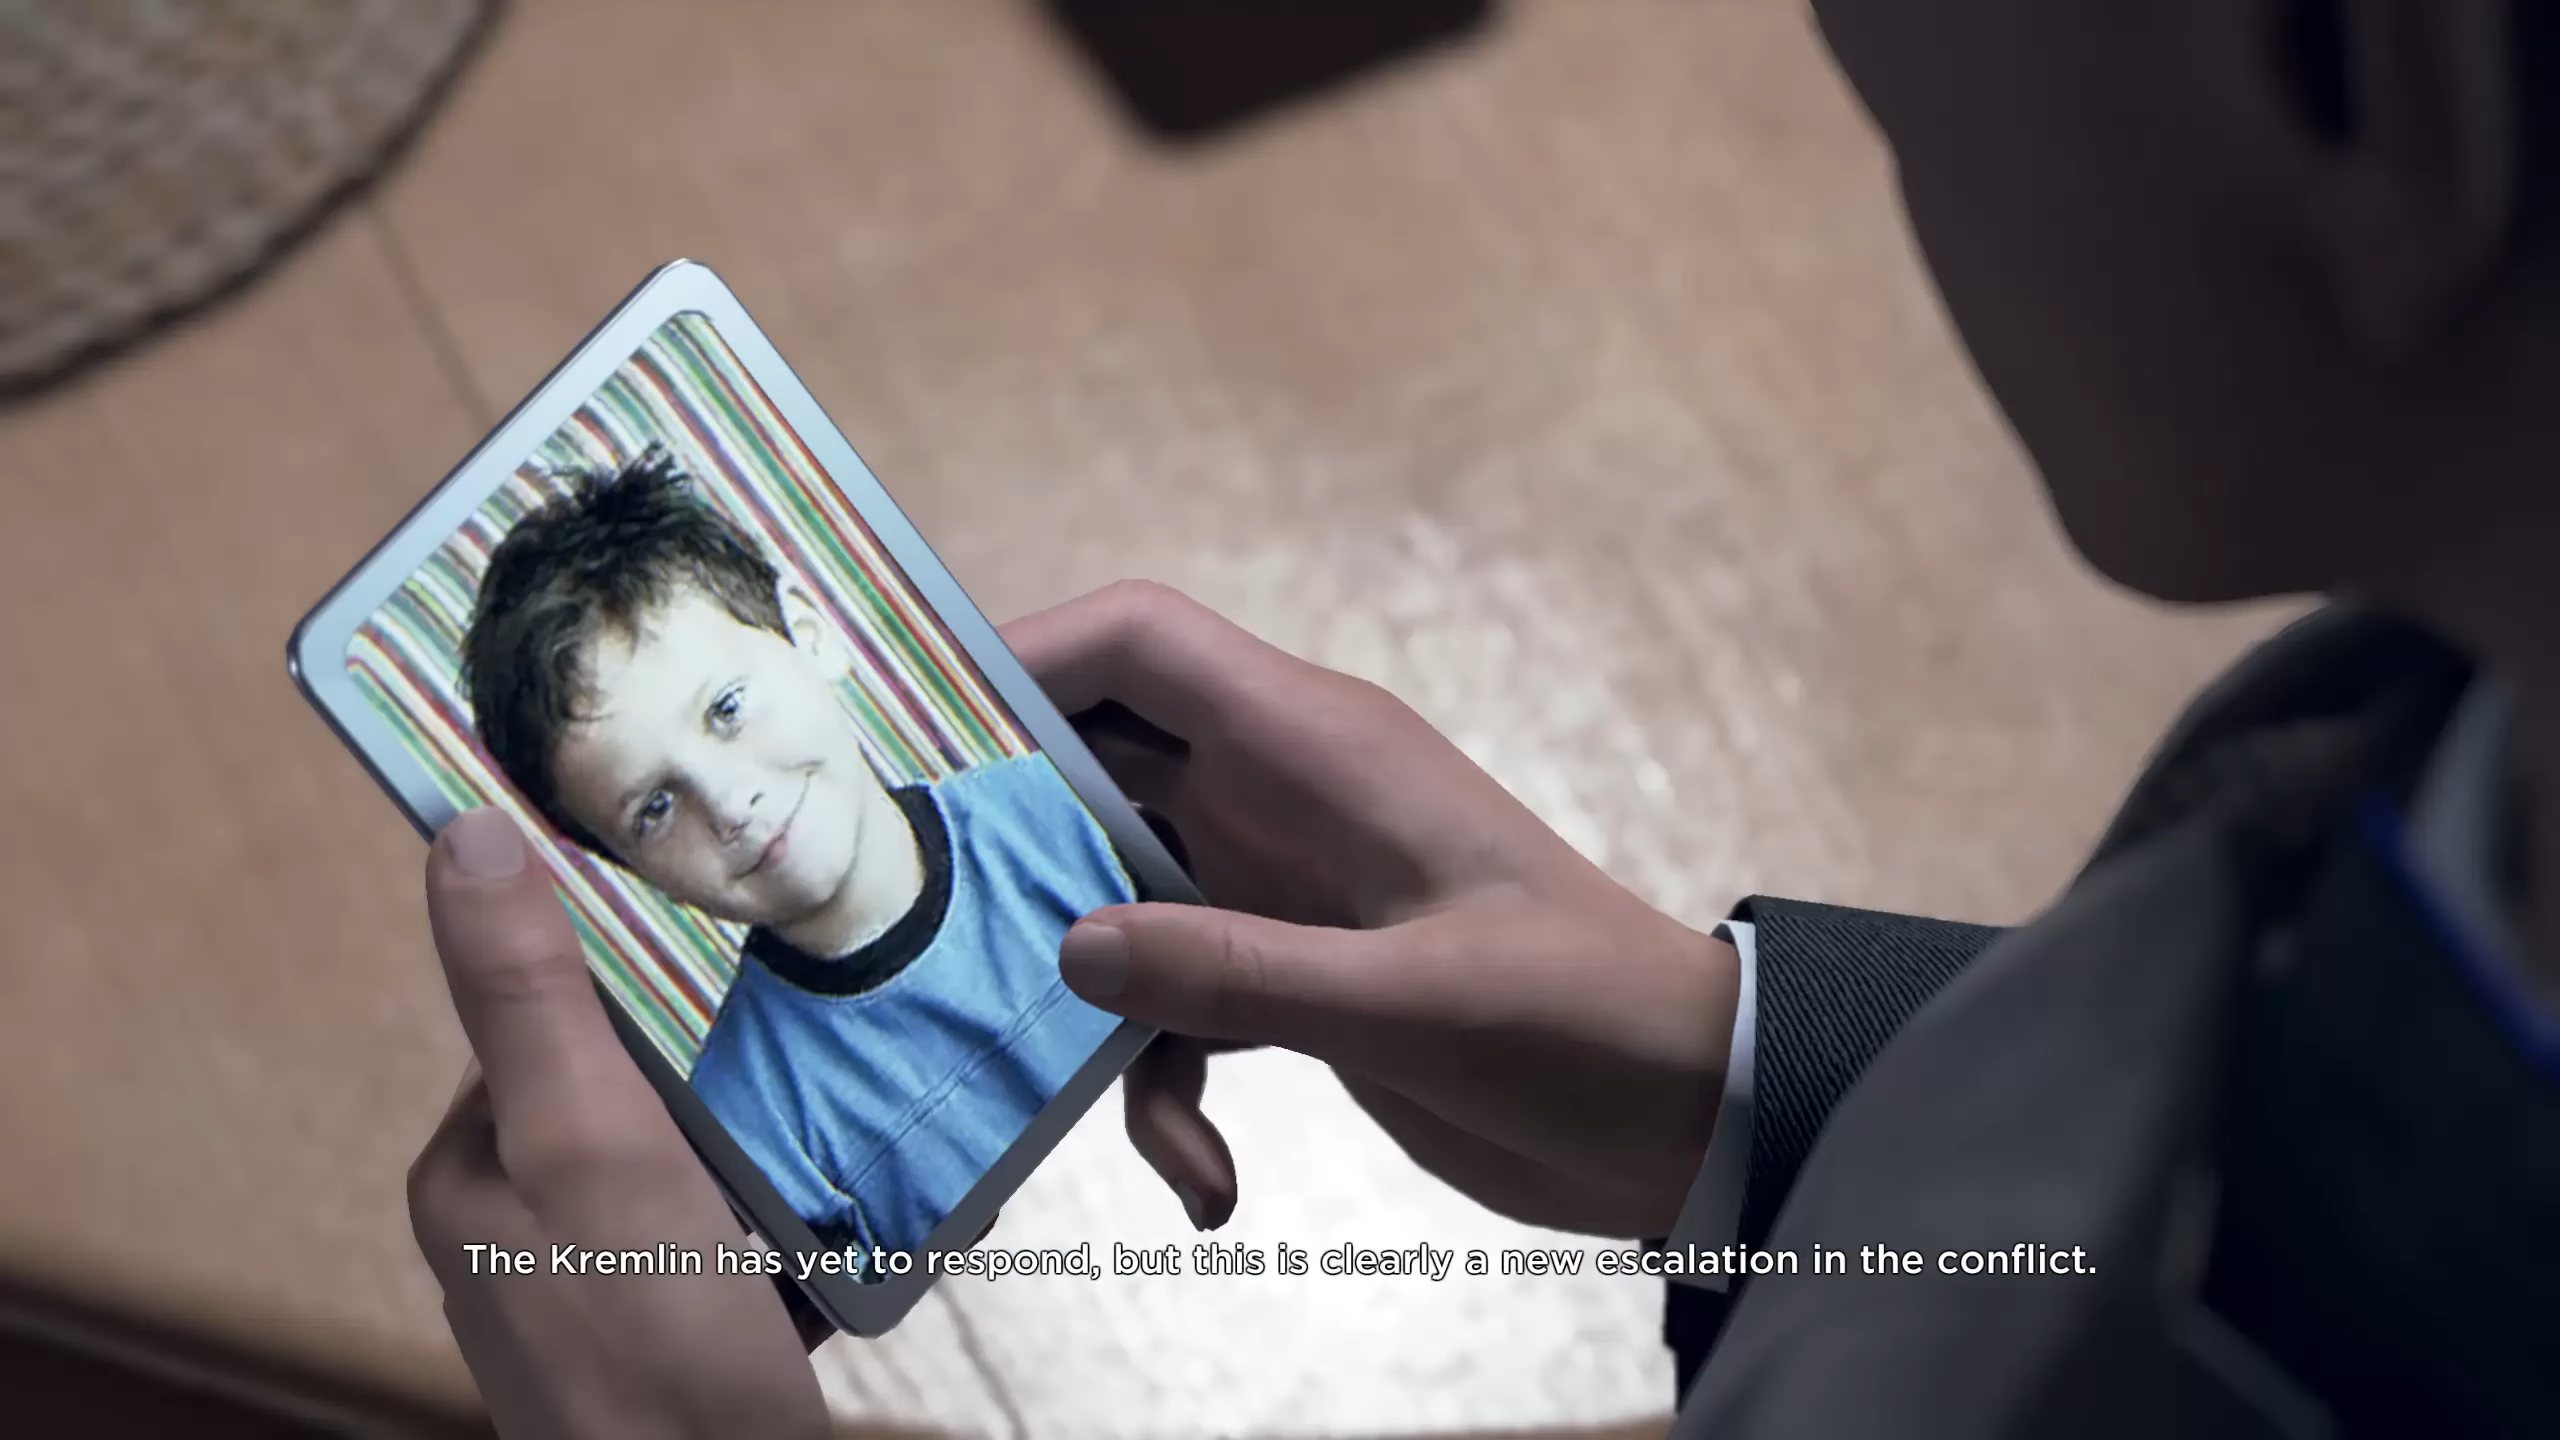 The Kremlin has yet to respond, but this is clearly a new escalation in the conflict.